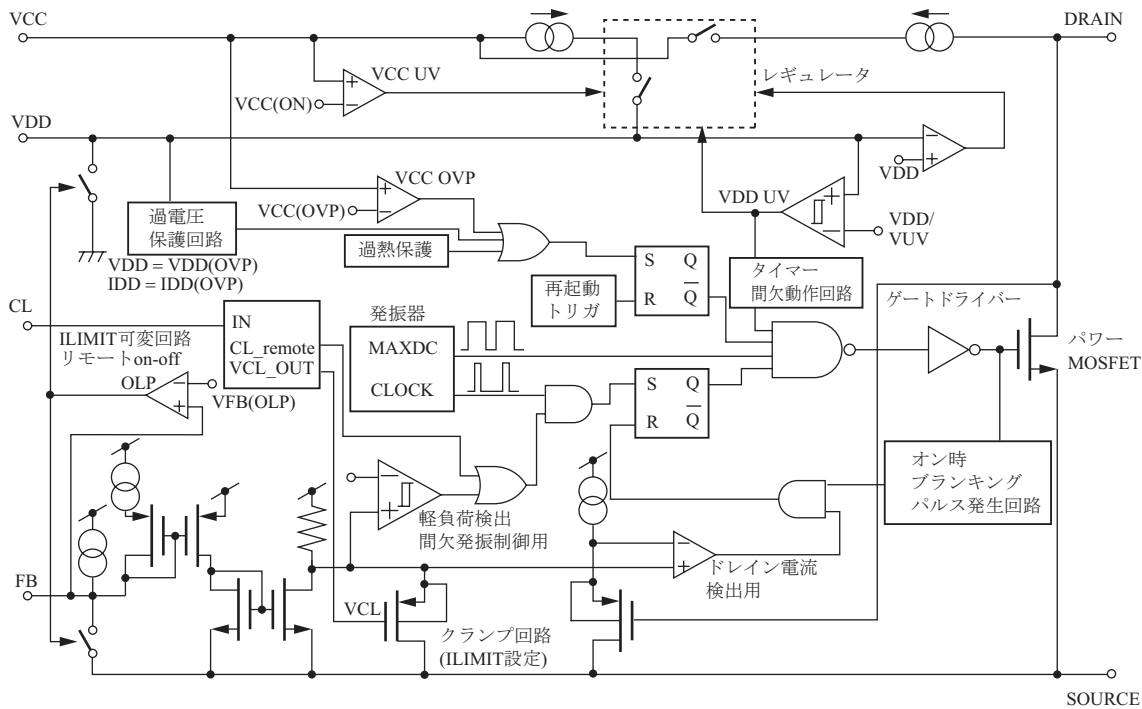 VCC
DRAIN
VCC UV
VCC(ON)
レギュレータ
VDD
VDD
VCC OVP
VCC(OVP)
VDD UV
VDD/
VUV
過電圧
保護回路
VDD = VDD(OVP)
IDD = IDD(OVP)
過熱保護
S Q
R Q
再起動
トリガ
タイマー
間欠動作回路
CL
ILIMIT可変回路
リモートon-off
IN
CL_remote
VCL_OUT
発振器
MAXDC
CLOCK
ゲートドライバー
パワー
MOSFET
OLP
VFB(OLP)
S Q
R Q
オン時
ブランキング
パルス発生回路
軽負荷検出
間欠発振制御用
ドレイン電流
検出用
FB
VCL
クランプ回路
(ILIMIT設定)
SOURCE